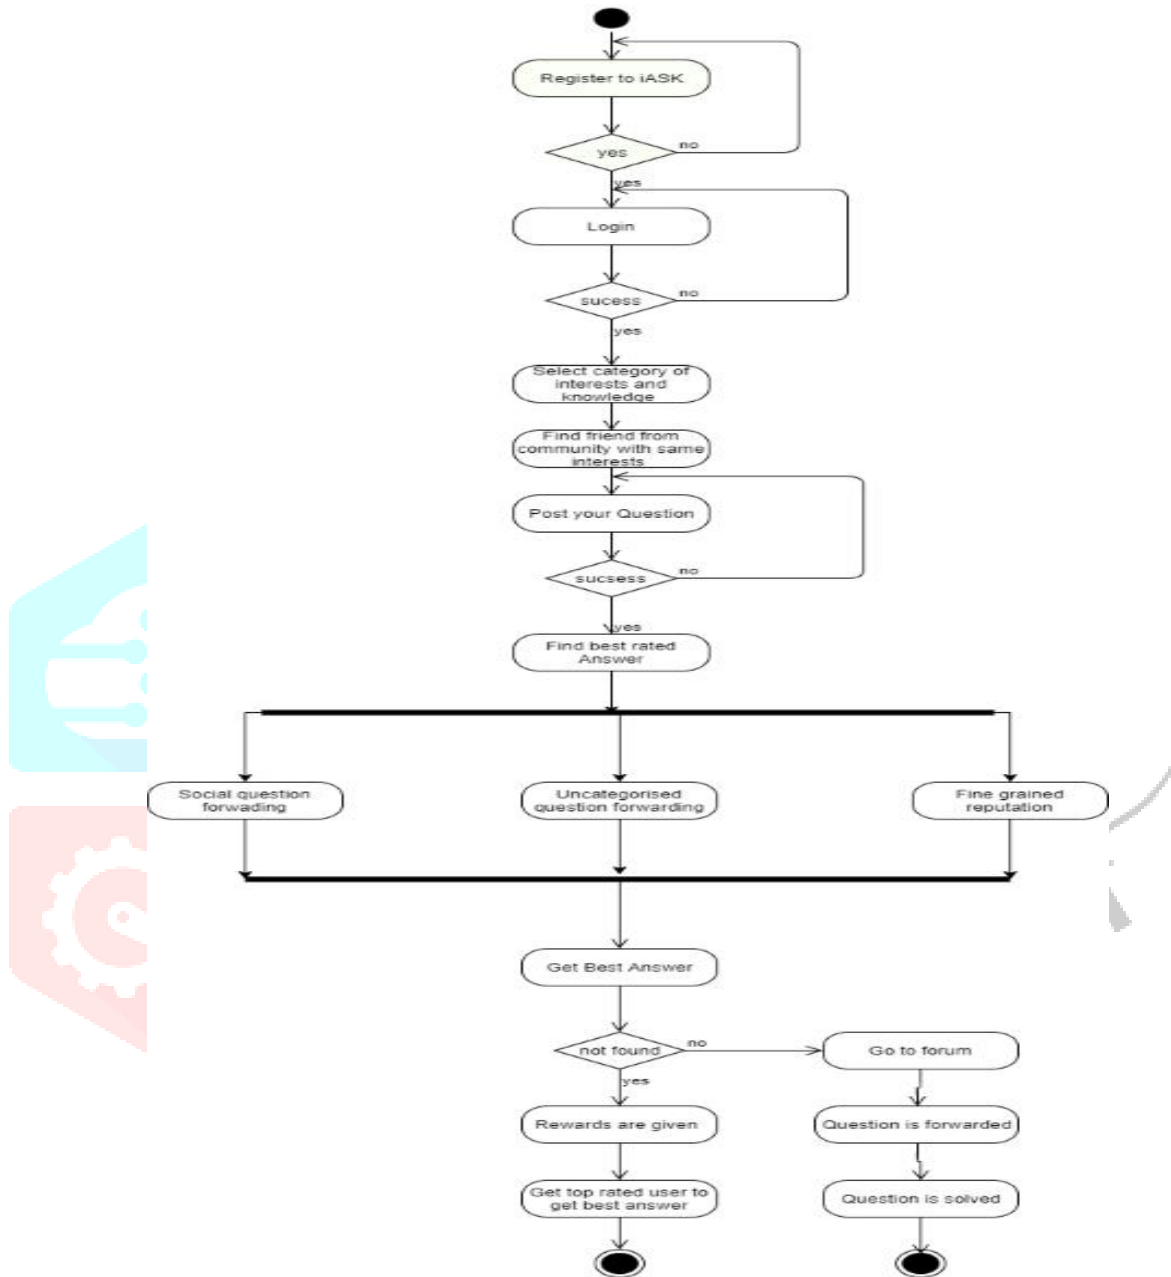 Register to iASK
yes
no
yes
Login
sucess
no
yes
Select category of
interests and
knowledge
Find friend from
community with same
interests
Post your Question
sucsess
no
yes
Find best rated
Answer
Social question
forwading
Uncategorised
question forwarding
Fine grained
reputation
Get Best Answer
not found
no
Go to forum
yes
Rewards are given
Question is forwarded
Get top rated user to
get best answer
Question is solved